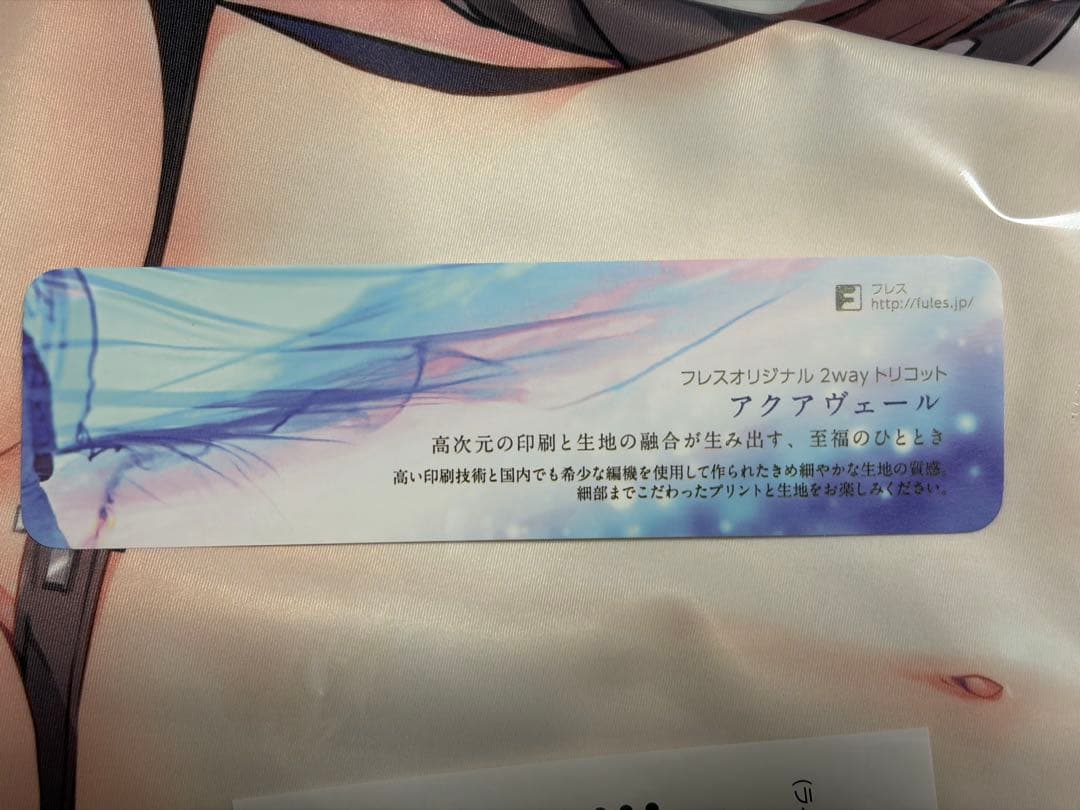 フレス
http://fules.jp/
フレスオリジナル 2way トリコット
アクアヴェール
高次元の印刷と生地の融合が生み出す、至福のひととき
高い印刷技術と国内でも希少な編機を使用して作られたきめ細やかな生地の質感。
細部までこだわったプリントと生地をお楽しみください。
(ラ